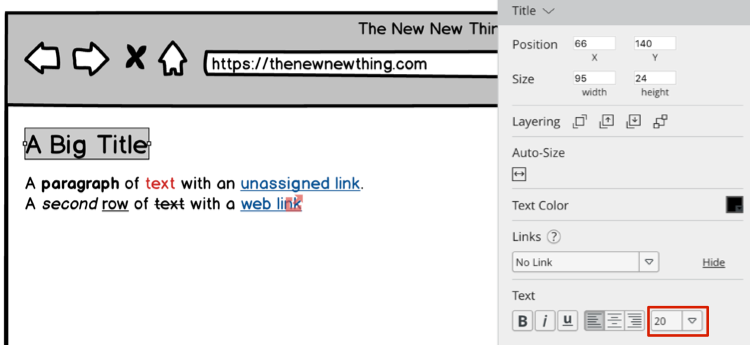 The New New Thin
https://thenewnewthing.com
A Big Title
A paragraph of text with an unassigned link.
A second row of text with a web link
Title
Position 66 140
X Y
Size 95 24
width height
Layering
Auto-Size
Text Color
Links ?
No Link Hide
Text
B i u 20